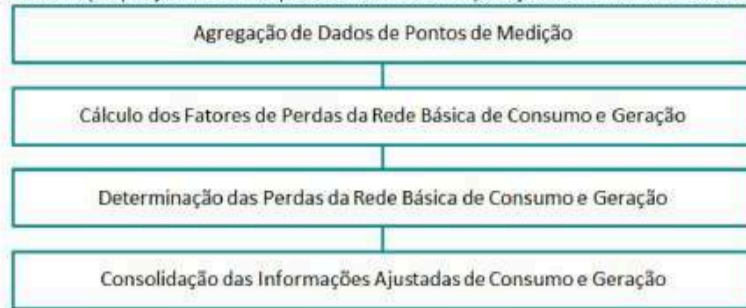 Agregação de Dados de Pontos de Medição
Cálculo dos Fatores de Perdas da Rede Básica de Consumo e Geração
Determinação das Perdas da Rede Básica de Consumo e Geração
Consolidação das Informações Ajustadas de Consumo e Geração